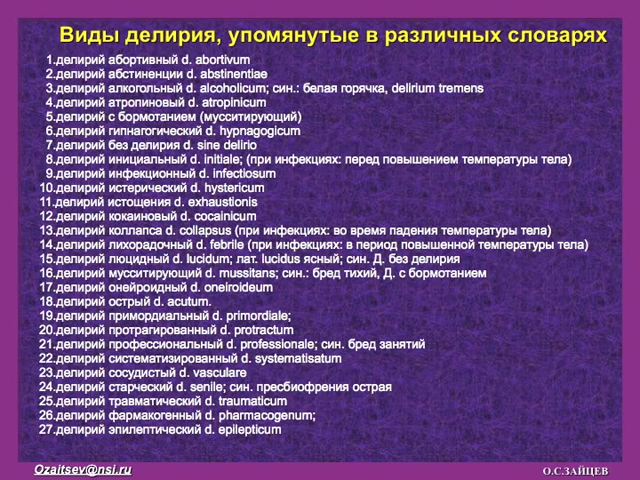 Виды делирия, упомянутые в различных словарях
1.делирий абортивный d. abortivum
2.делирий абстиненции d. abstinentiae
3.делирий алкогольный d. alcoholicum; син.: белая горячка, delirium tremens
4.делирий атропиновый d. atropinicum
5.делирий с бормотанием (мусситирующий)
6.делирий гипнагогический d. hypnagogicum
7.делирий без делирия d. sine delirio
8.делирий инициальный d. initiale; (при инфекциях: перед повышением температуры тела)
9.делирий инфекционный d. infectiosum
10.делирий истерический d. hystericum
11.делирий истощения d. exhaustionis
12.делирий кокаиновый d. cocainicum
13.делирий коллапса d. collapsus (при инфекциях: во время падения температуры тела)
14.делирий лихорадочный d. febrile (при инфекциях: в период повышенной температуры тела)
15.делирий люцидный d. lucidum; лат. lucidus ясный; син. Д. без делирия
16.делирий мусситирующий d. mussitans; син.: бред тихий, Д. с бормотанием
17.делирий онейроидный d. oneiroideum
18.делирий острый d. acutum.
19.делирий примордиальный d. primordiale;
20.делирий протрагированный d. protractum
21.делирий профессиональный d. professionale; син. бред занятий
22.делирий систематизированный d. systematisatum
23.делирий сосудистый d. vasculare
24.делирий старческий d. senile; син. пресбиофрения острая
25.делирий травматический d. traumaticum
26.делирий фармакогенный d. pharmacogenum;
27.делирий эпилептический d. epilepticum
Ozaitsev@nsi.ru
О.С.ЗАЙЦЕВ